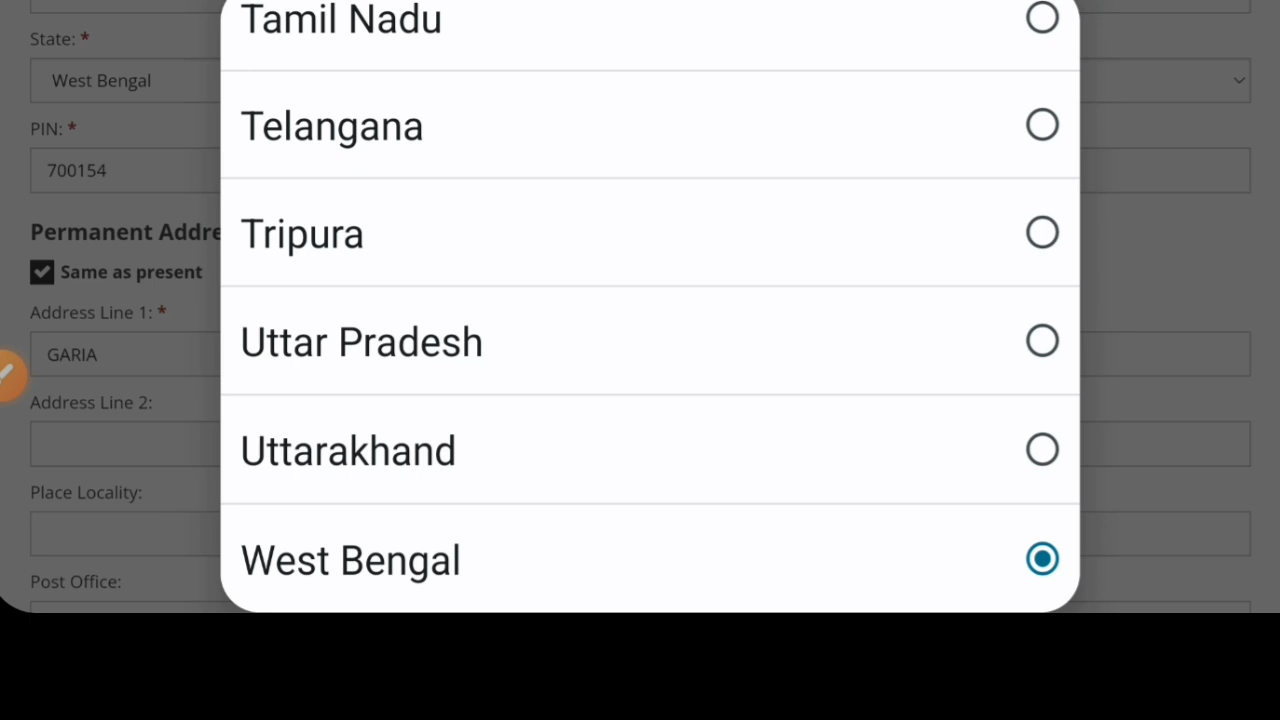 State: *
West Bengal
PIN: *
700154
Permanent Addre
Same as present
Address Line 1: *
GARIA
Address Line 2:
Place Locality:
Post Office:
Tamil Nadu
Telangana
Tripura
Uttar Pradesh
Uttarakhand
West Bengal